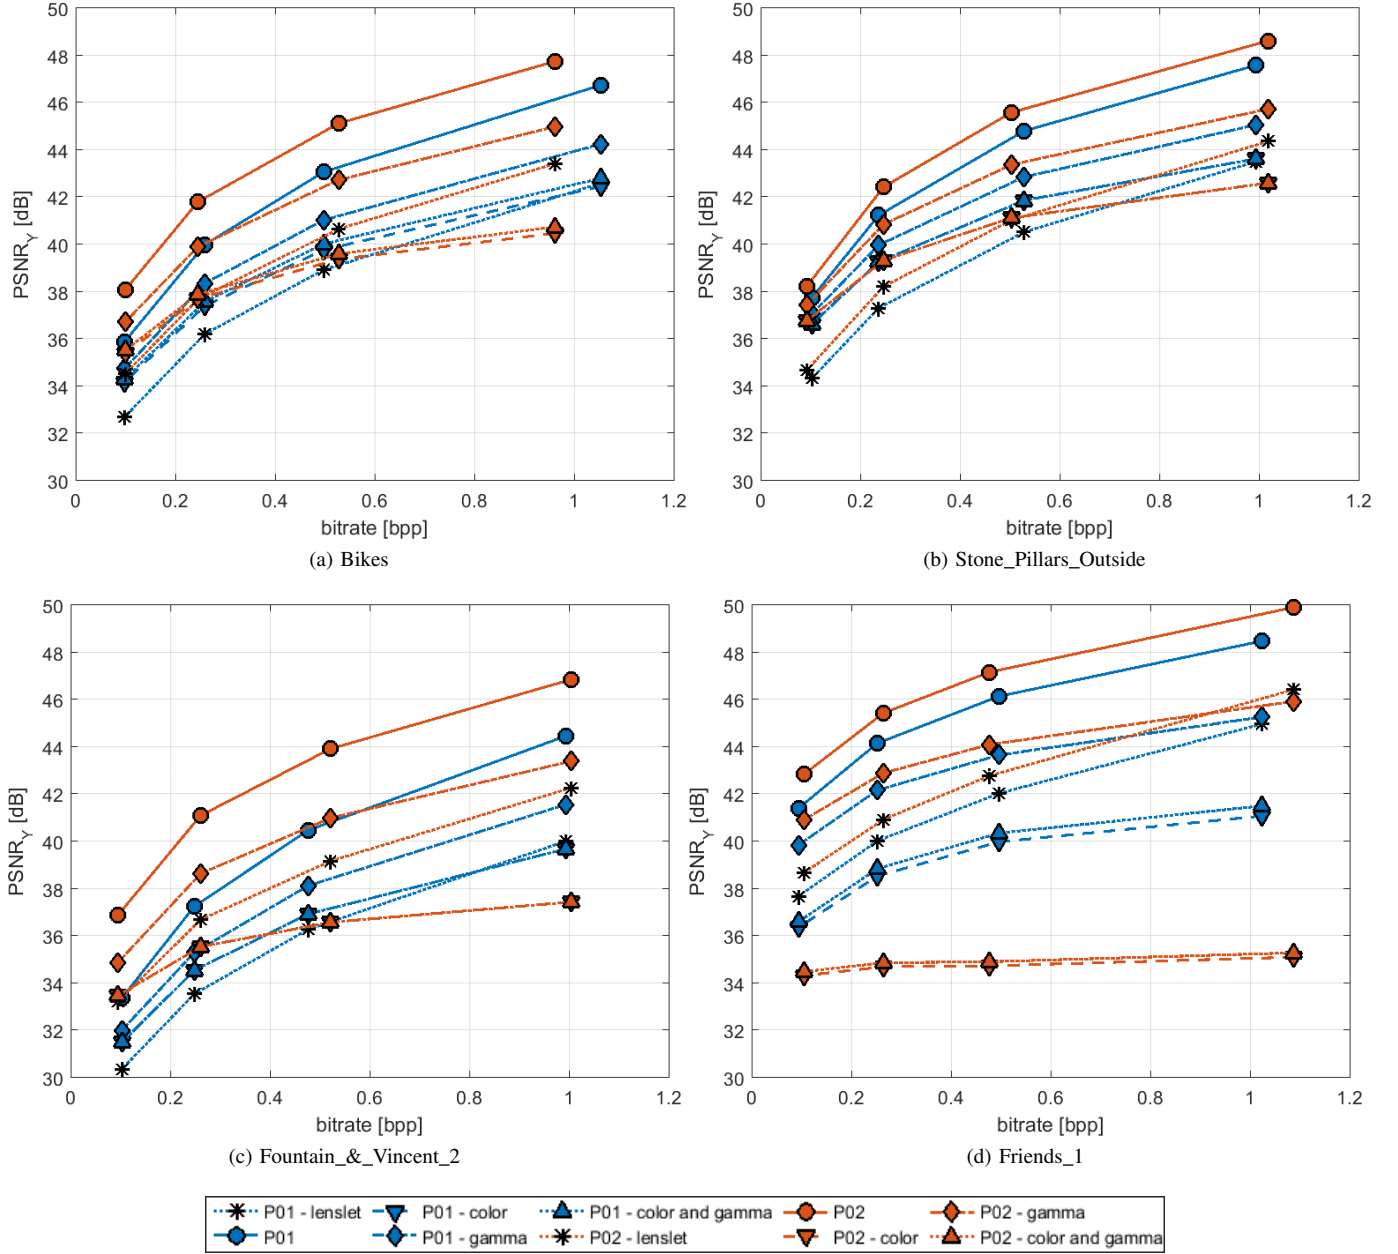 50
48
46
44
42
40
38
36
34
32
30
PSNR_Y [dB]
0 0.2 0.4 0.6 0.8 1 1.2
bitrate [bpp]
(a) Bikes
50
48
46
44
42
40
38
36
34
32
30
PSNR_Y [dB]
0 0.2 0.4 0.6 0.8 1 1.2
bitrate [bpp]
(b) Stone_Pillars_Outside
50
48
46
44
42
40
38
36
34
32
30
PSNR_Y [dB]
0 0.2 0.4 0.6 0.8 1 1.2
bitrate [bpp]
(c) Fountain_&_Vincent_2
50
48
46
44
42
40
38
36
34
32
30
PSNR_Y [dB]
0 0.2 0.4 0.6 0.8 1 1.2
bitrate [bpp]
(d) Friends_1
P01 - lenslet P01 - color P01 - color and gamma P02 P02 - gamma
P01 P01 - gamma P02 - lenslet P02 - color P02 - color and gamma